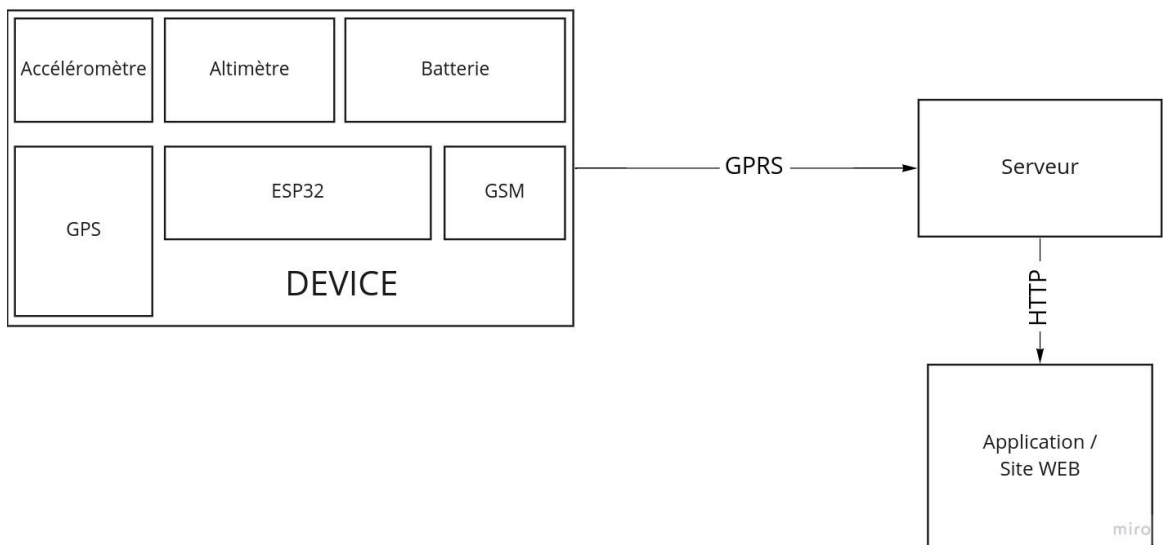 Accéléromètre
Altimètre
Batterie
GPS
ESP32
GSM
DEVICE
GPRS
Serveur
HTTP
Application /
Site WEB
miro